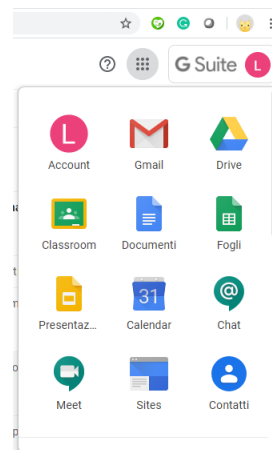 G Suite L
L
Account Gmail Drive
Classroom Documenti Fogli
31
Presentaz... Calendar Chat
Meet Sites Contatti